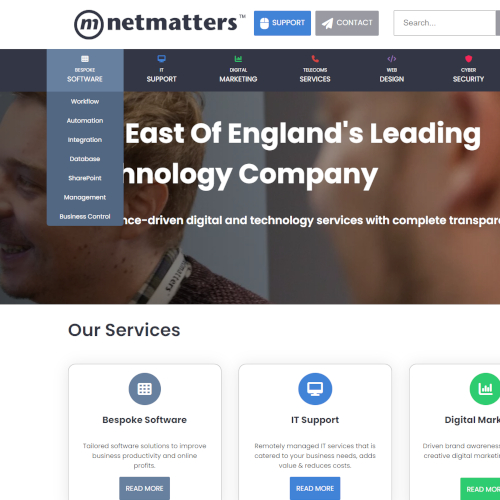 netmatters™
SUPPORT
CONTACT
Search...
BESPOKE
SOFTWARE
IT
SUPPORT
DIGITAL
MARKETING
TELECOMS
SERVICES
WEB
DESIGN
CYBER
SECURITY
Workflow
Automation
Integration
Database
SharePoint
Management
Business Control
East Of England's Leading
hnology Company
nce-driven digital and technology services with complete transpare
Our Services
Bespoke Software
Tailored software solutions to improve
business productivity and online
profits.
READ MORE
IT Support
Remotely managed IT services that is
catered to your business needs, adds
value & reduces costs.
READ MORE
Digital Mark
Driven brand awareness
creative digital marketin
READ MOR